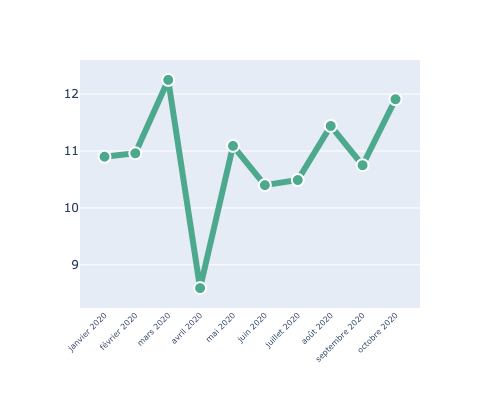 12
11
10
9
janvier 2020
février 2020
mars 2020
avril 2020
mai 2020
juin 2020
juillet 2020
août 2020
septembre 2020
octobre 2020